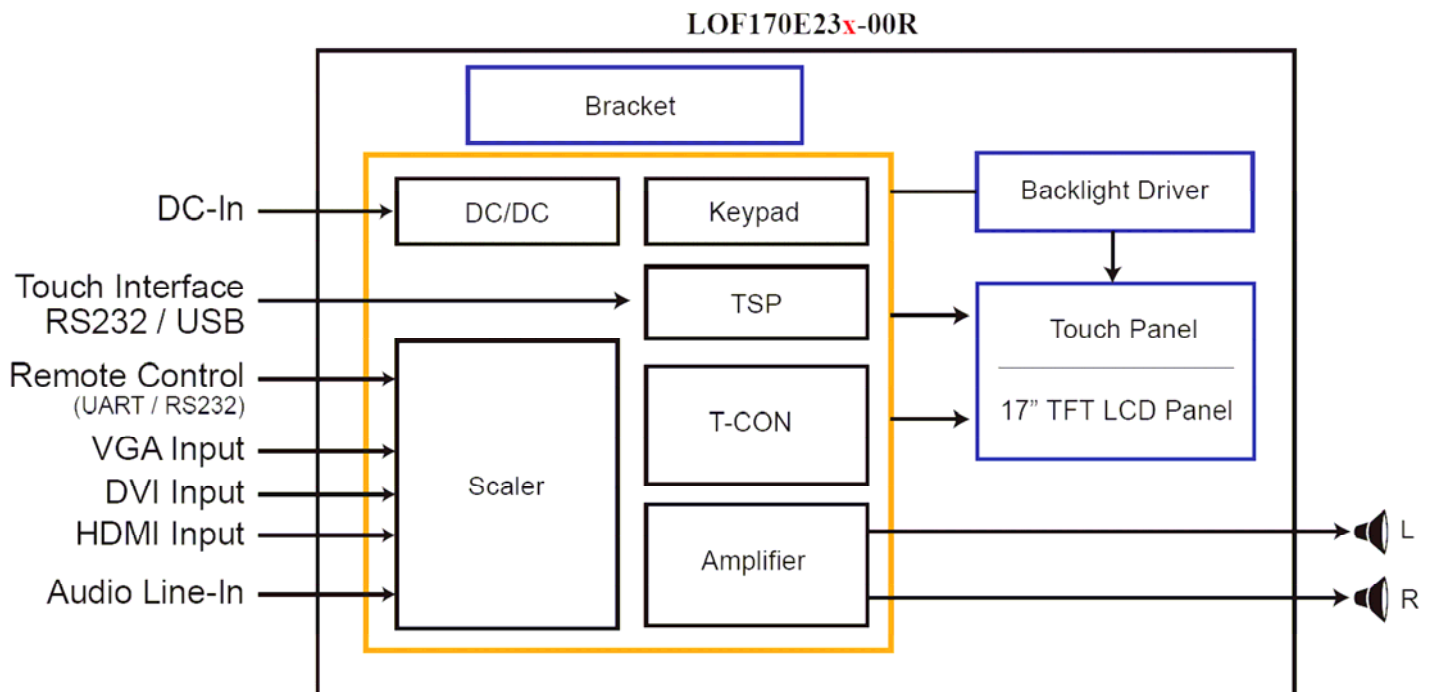 LOF170E23x-00R
Bracket
DC-In
DC/DC
Keypad
Backlight Driver
Touch Interface
RS232 / USB
TSP
Touch Panel
17” TFT LCD Panel
Remote Control
(UART / RS232)
VGA Input
DVI Input
HDMI Input
Audio Line-In
Scaler
T-CON
Amplifier
L
R